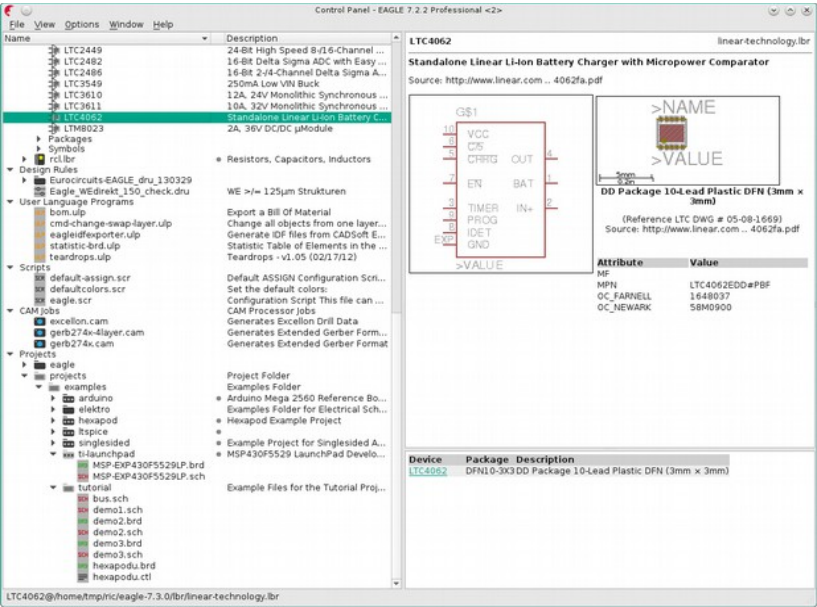 Control Panel - EAGLE 7.2.2 Professional <2>
File View Options Window Help
Name Description
LTC2449 24-Bit High Speed 8-/16-Channel ...
LTC2482 16-Bit Delta Sigma ADC with Easy ...
LTC2486 16-Bit 2-/4-Channel Delta Sigma A...
LTC3549 250mA Low VIN Buck
LTC3610 12A, 24V Monolithic Synchronous ...
LTC3611 10A, 32V Monolithic Synchronous ...
LTC4062 Standalone Linear Li-Ion Battery C...
LTM8023 2A, 36V DC/DC µModule
Packages
Symbols
rcl.lbr Resistors, Capacitors, Inductors
Design Rules
Eurocircuits-EAGLE_dru_130329
Eagle_WEdirekt_150_check.dru WE >/= 125µm Strukturen
User Language Programs
bom.ulp Export a Bill Of Material
cmd-change-swap-layer.ulp Change all objects from one layer...
eagleidfexporter.ulp Generate IDF files from CADSoft E...
statistic-brd.ulp Statistic Table of Elements in the ...
teardrops.ulp Teardrops - v1.05 (02/17/12)
Scripts
default-assign.scr Default ASSIGN Configuration Scri...
defaultcolors.scr Set the default colors:
eagle.scr Configuration Script This file can ...
CAM Jobs CAM Processor Jobs
excellon.cam Generates Excellon Drill Data
gerb274x-4layer.cam Generates Extended Gerber Form...
gerb274x.cam Generates Extended Gerber Format
Projects
eagle
projects Project Folder
examples Examples Folder
arduino Arduino Mega 2560 Reference Bo...
elektro Examples Folder for Electrical Sch...
hexapod Hexapod Example Project
ltspice
singlesided Example Project for Singlesided A...
ti-launchpad MSP430F5529 LaunchPad Develo...
MSP-EXP430F5529LP.brd
MSP-EXP430F5529LP.sch
tutorial Example Files for the Tutorial Proj...
bus.sch
demo1.sch
demo2.brd
demo2.sch
demo3.brd
demo3.sch
hexapodu.brd
hexapodu.ctl
LTC4062 linear-technology.lbr
Standalone Linear Li-Ion Battery Charger with Micropower Comparator
Source: http://www.linear.com .. 4062fa.pdf
G$1
10 VCC
6 C/5
5 CHRG OUT 4
7 EN BAT 1
3 TIMER IN+ 2
9 PROG
8 IDET
EXP GND
>VALUE
>NAME
>VALUE
5mm
0.2in
DD Package 10-Lead Plastic DFN (3mm ×
3mm)
(Reference LTC DWG # 05-08-1669)
Source: http://www.linear.com .. 4062fa.pdf
Attribute Value
MF
MPN LTC4062EDD#PBF
OC_FARNELL 1648037
OC_NEWARK 58M0900
Device Package Description
LTC4062 DFN10-3X3 DD Package 10-Lead Plastic DFN (3mm × 3mm)
LTC4062@/home/tmp/ric/eagle-7.3.0/lbr/linear-technology.lbr